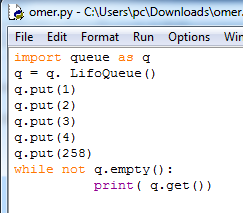 omer.py - C:\Users\pc\Downloads\omer.
File Edit Format Run Options Win
import queue as q
q = q. LifoQueue()
q.put(1)
q.put(2)
q.put(3)
q.put(4)
q.put(258)
while not q.empty():
print( q.get())